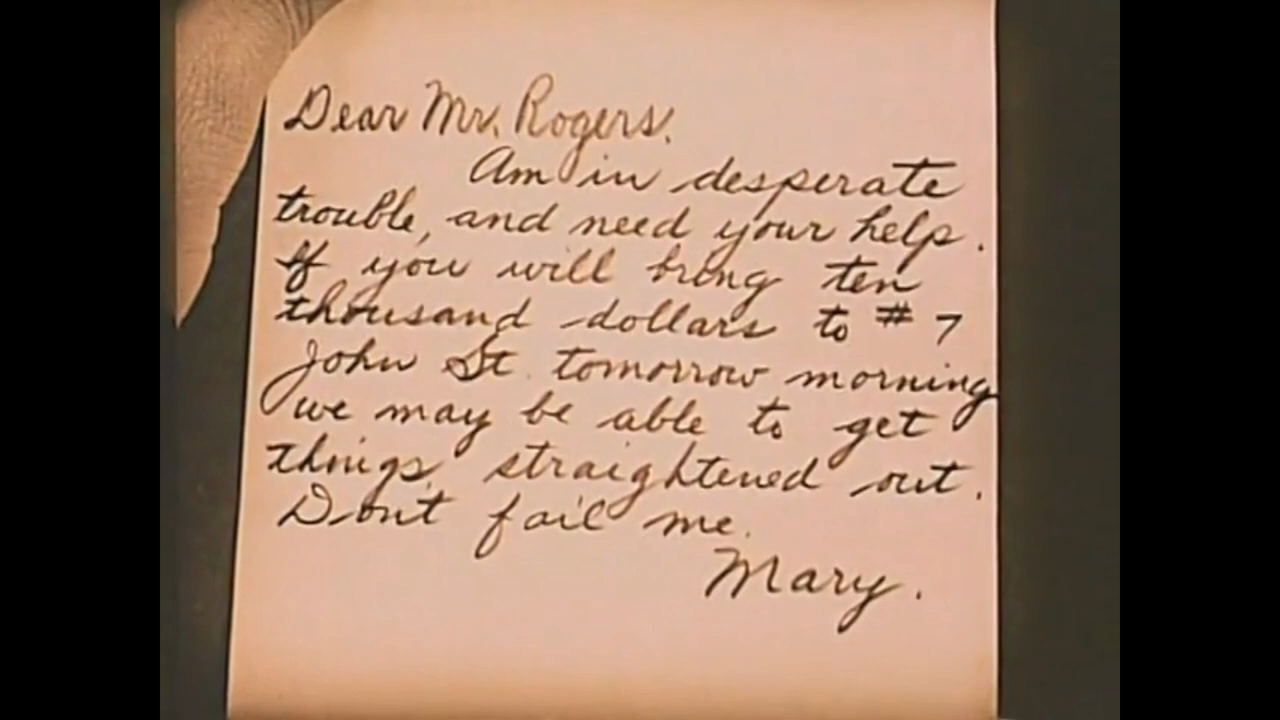 Dear Mr. Rogers.
Am in desperate
trouble, and need your help.
If you will bring ten
thousand dollars to # 7
John St. tomorrow morning
we may be able to get
things straightened out.
Dont fail me.
Mary.